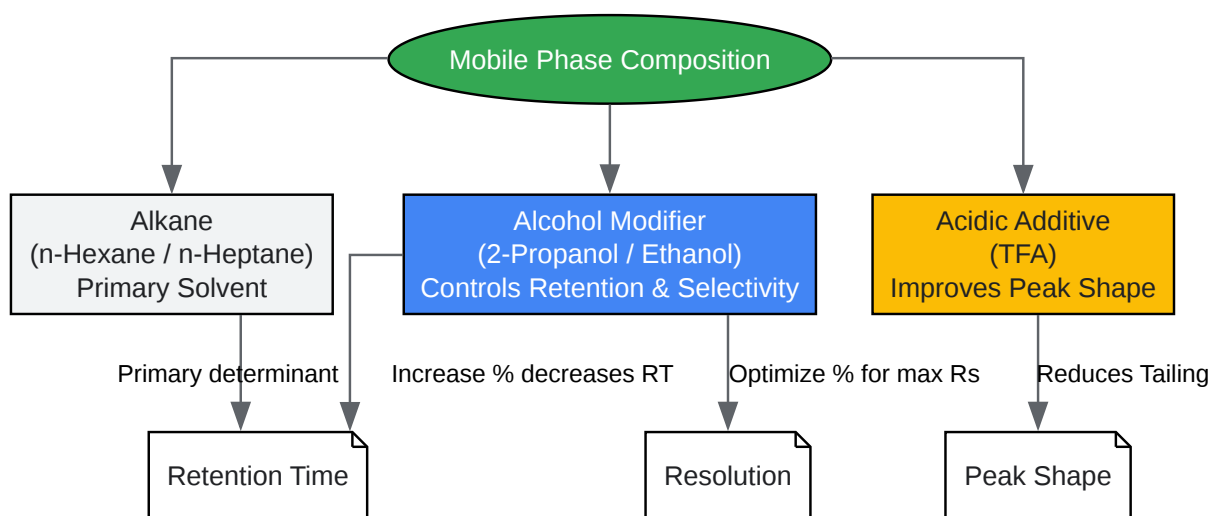 Mobile Phase Composition
Alkane
(n-Hexane / n-Heptane)
Primary Solvent
Alcohol Modifier
(2-Propanol / Ethanol)
Controls Retention & Selectivity
Acidic Additive
(TFA)
Improves Peak Shape
Primary determinant
Increase % decreases RT
Optimize % for max Rs
Reduces Tailing
Retention Time
Resolution
Peak Shape